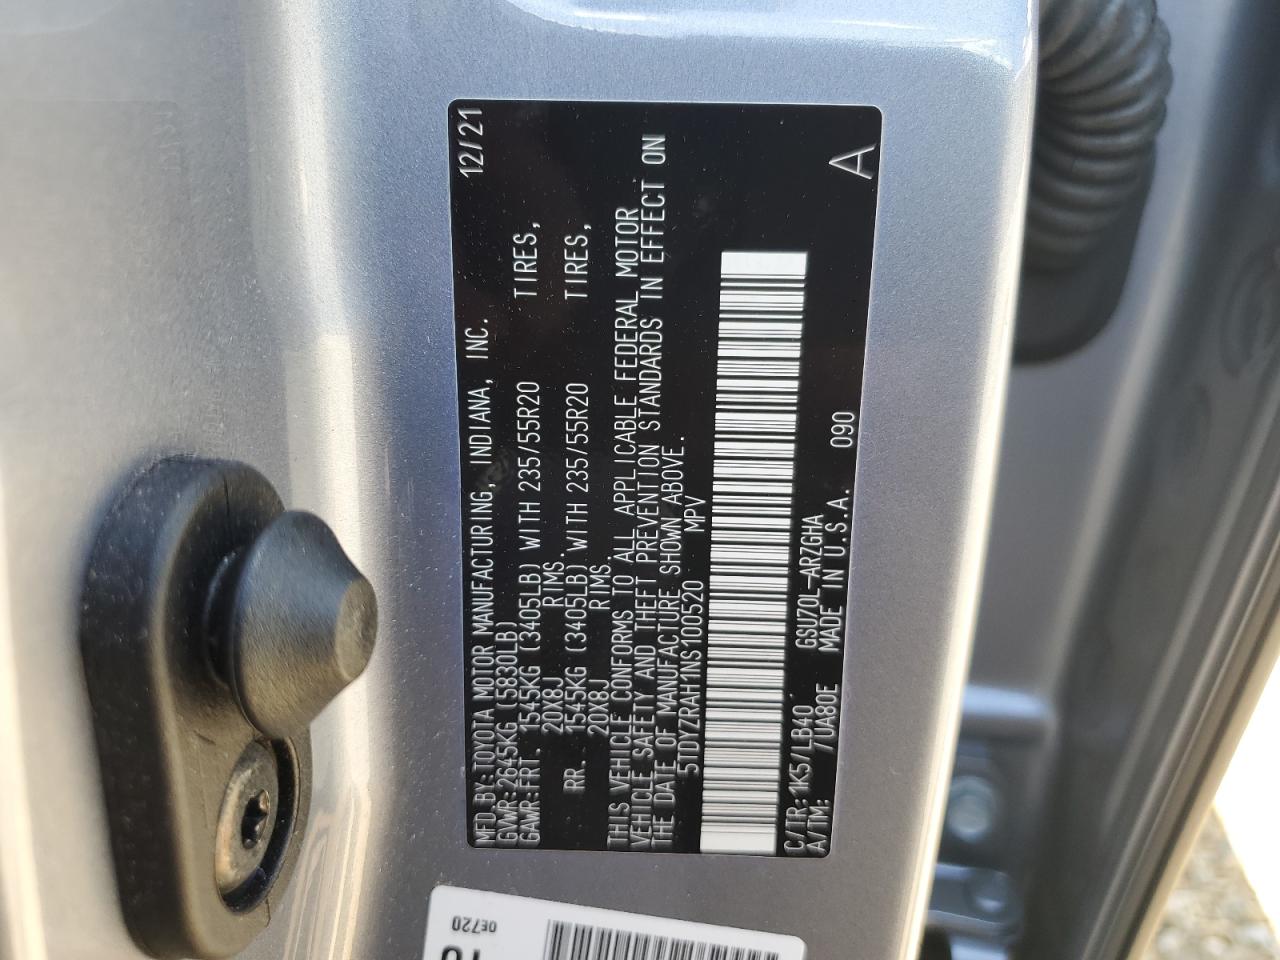 MFD.BY:TOYOTA MOTOR MANUFACTURING,INDIANA, INC. 12/21
GVWR:2645KG (5830LB)
GAWR:FRT. 1545KG (3405LB) WITH 235/55R20 TIRES,
20X8J RIMS.
RR. 1545KG (3405LB) WITH 235/55R20 TIRES,
20X8J RIMS.
THIS VEHICLE CONFORMS TO ALL APPLICABLE FEDERAL MOTOR
VEHICLE SAFETY AND THEFT PREVENTION STANDARDS IN EFFECT ON
THE DATE OF MANUFACTURE SHOWN ABOVE.
5TDYZRAH1NS100520 MPV
C/TR:1K5/LB40 GSU70L-ARZGHA 090
A/TM: /UA80E MADE IN U.S.A. A
0E720